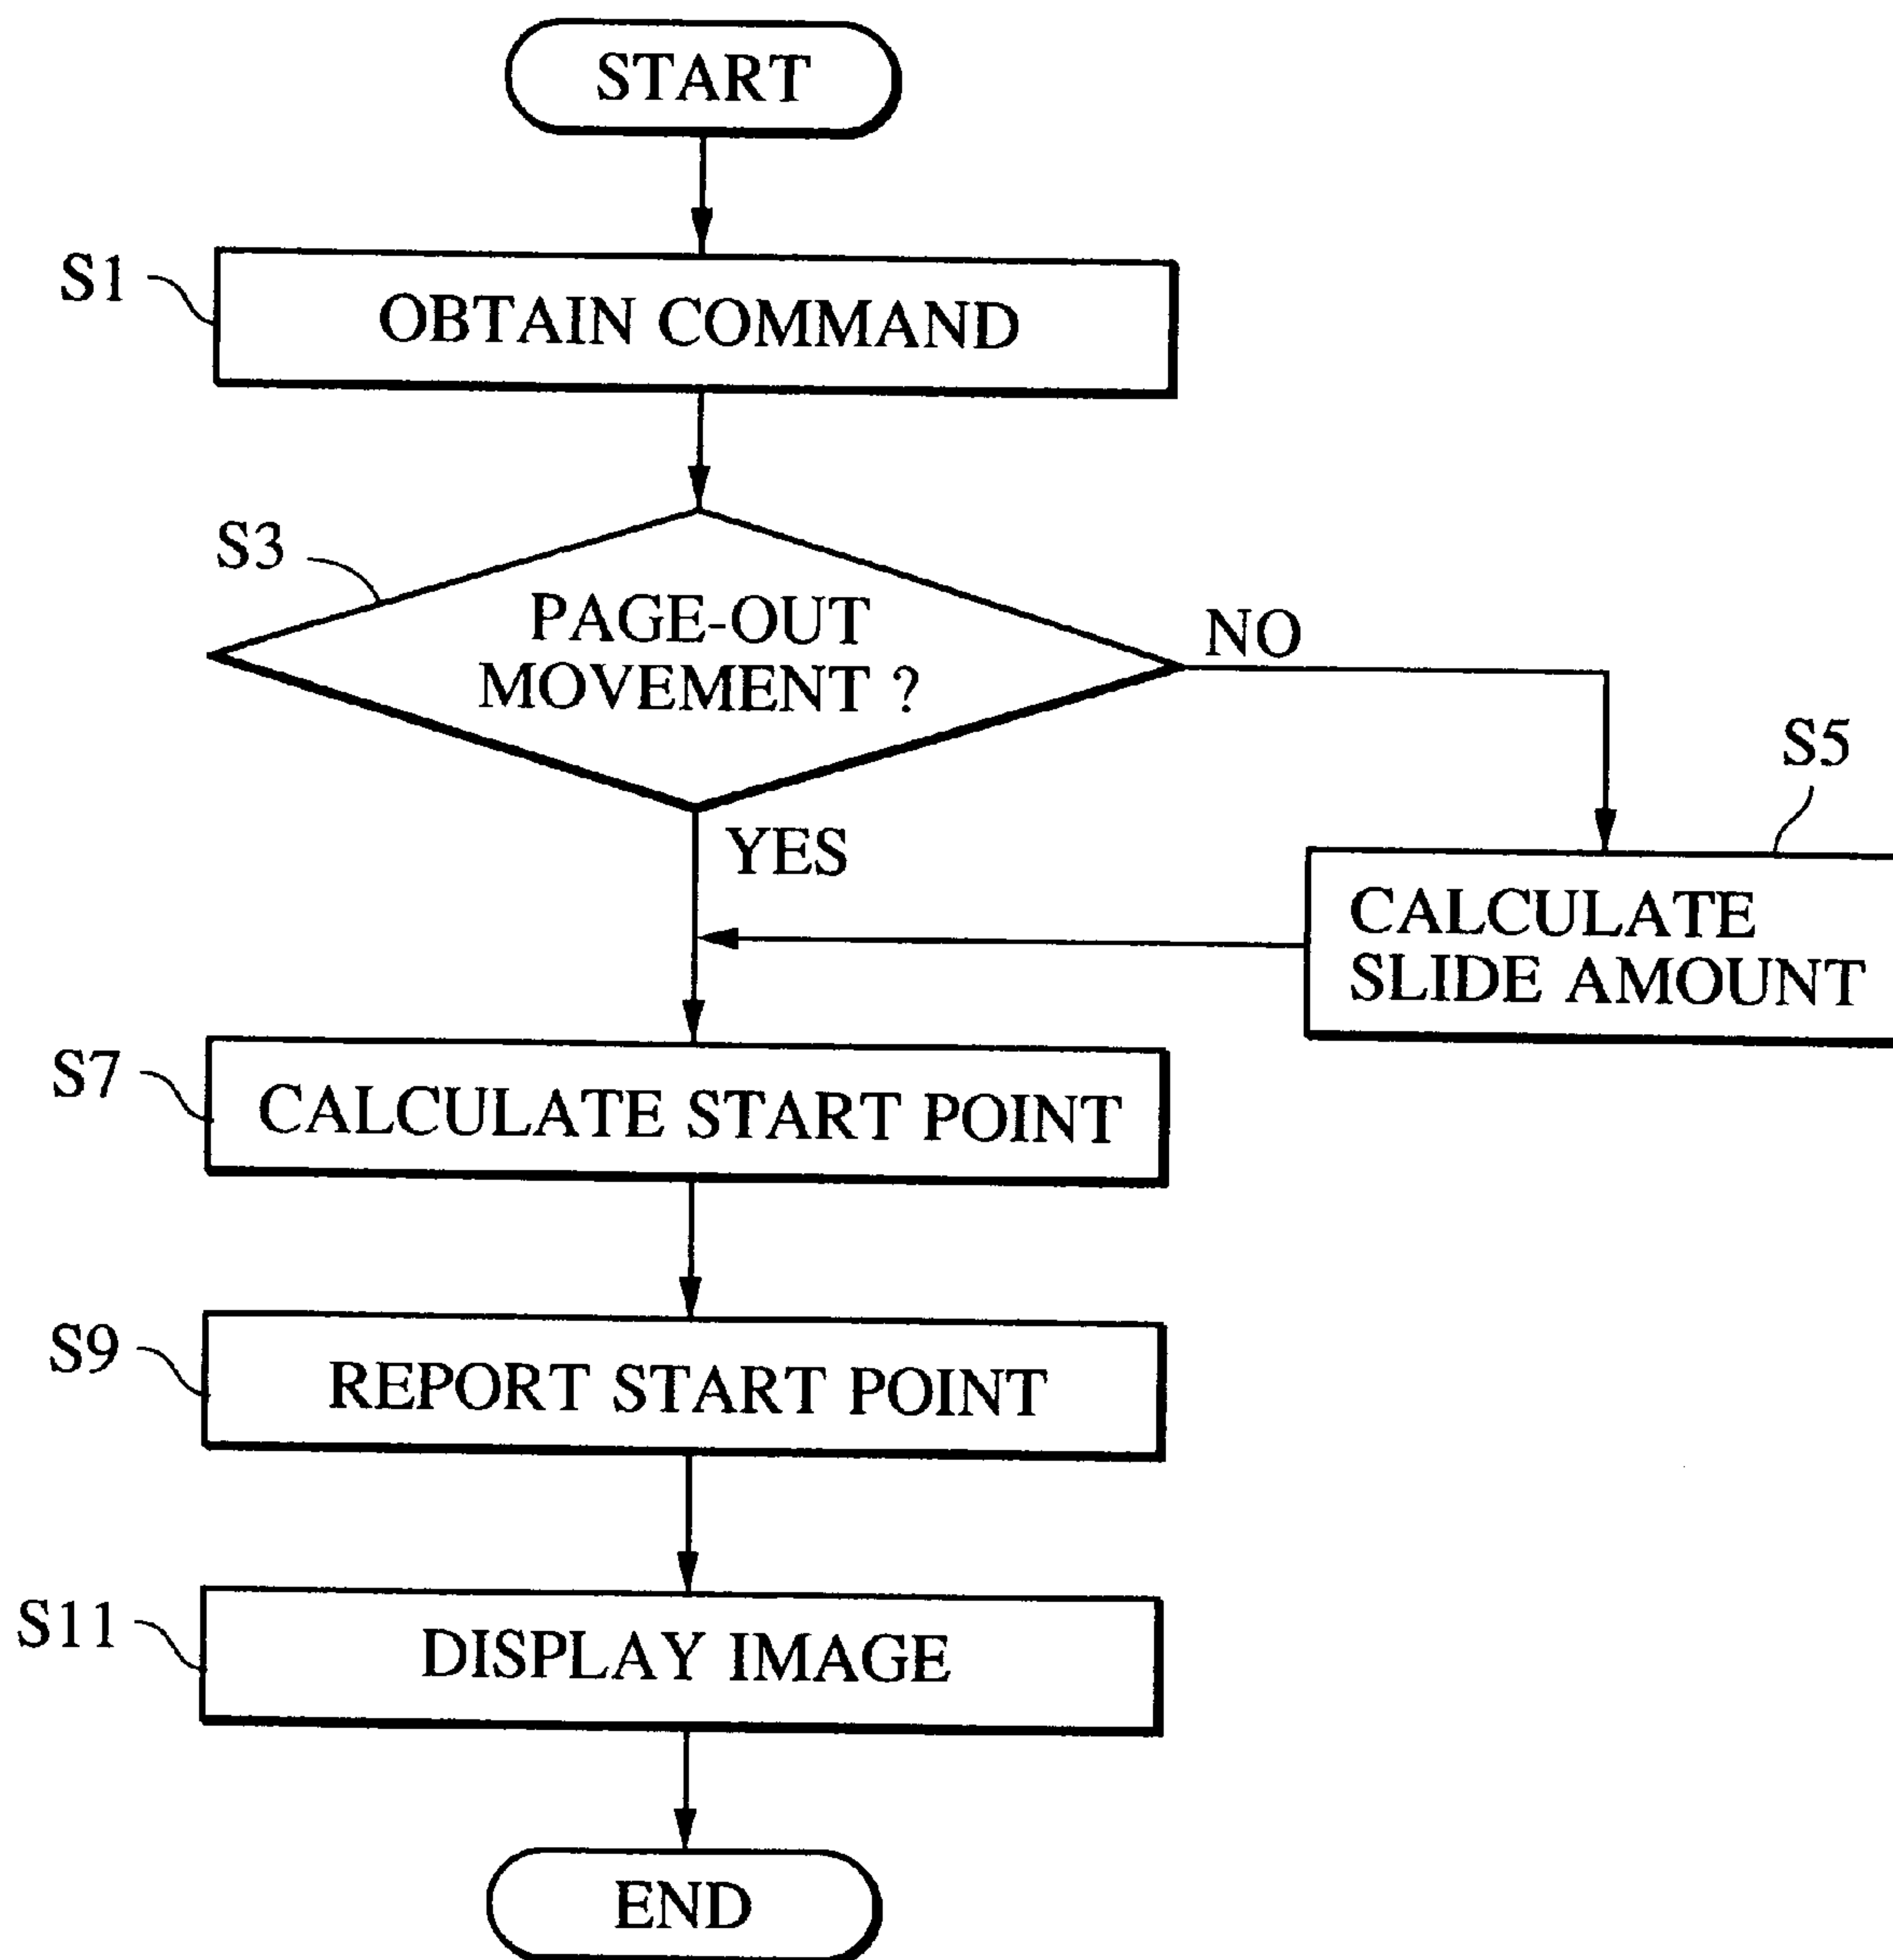 START
S1
OBTAIN COMMAND
S3
PAGE-OUT
MOVEMENT ?
NO
YES
S5
CALCULATE
SLIDE AMOUNT
S7
CALCULATE START POINT
S9
REPORT START POINT
S11
DISPLAY IMAGE
END